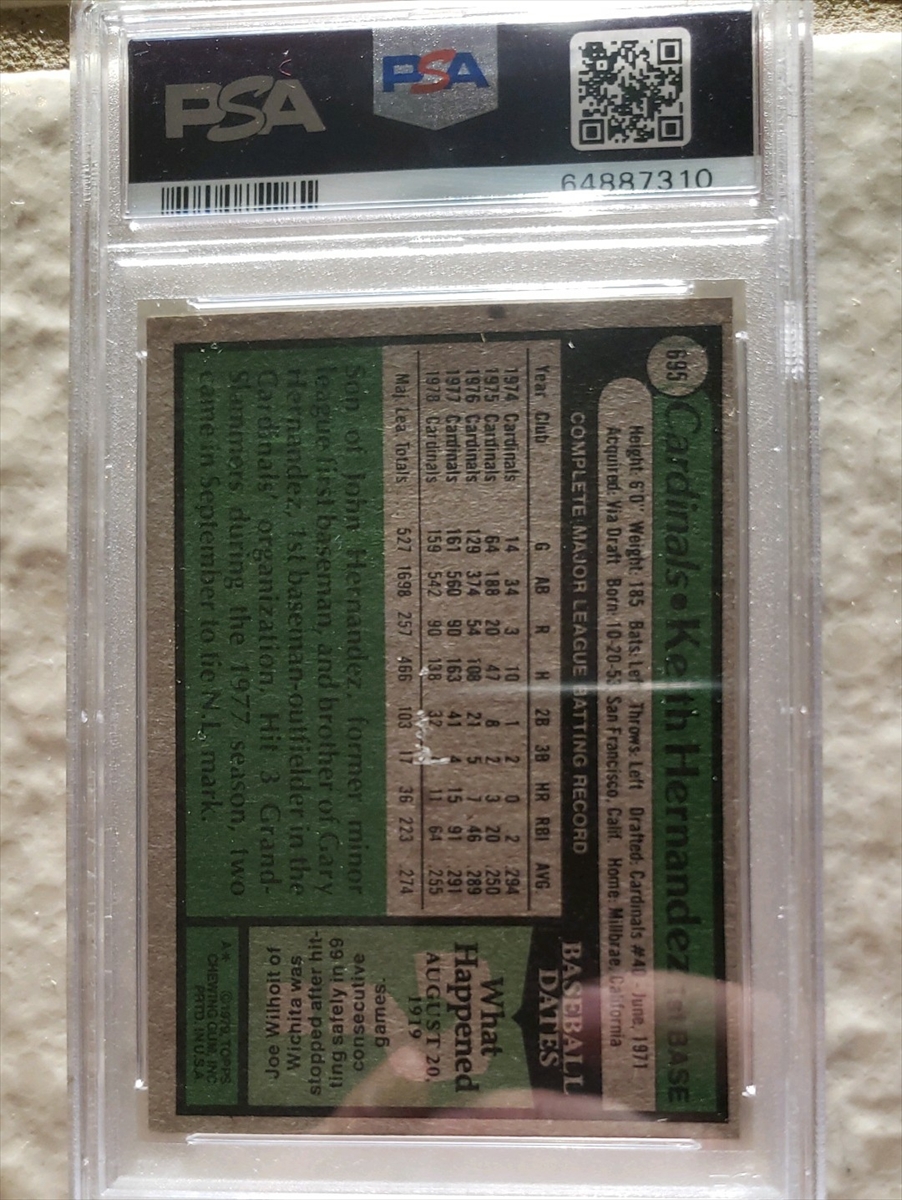 PSA
PSA
64887310
695
Cardinals • Keith Hernandez 1st BASE
Height: 6'0" Weight: 185 Bats: Left Throws: Left Drafted: Cardinals #40 - June, 1971
Acquired: Via Draft Born: 10-20-53 San Francisco, Calif. Home: Millbrae, California
COMPLETE MAJOR LEAGUE BATTING RECORD
Year Club G AB R H 2B 3B HR RBI AVG.
1974 Cardinals 14 34 3 10 1 2 0 2 .294
1975 Cardinals 64 188 20 47 8 2 3 20 .250
1976 Cardinals 129 374 54 108 21 5 7 46 .289
1977 Cardinals 161 560 90 163 41 4 15 91 .291
1978 Cardinals 159 542 90 138 32 11 64 .255
Maj. Lea. Totals 527 1698 257 466 103 17 36 223 .274
Son of John Hernandez, former minor
league first baseman, and brother of Gary
Hernandez, 1st baseman-outfielder in the
Cardinals' organization. Hit 3 Grand-
Slammers during the 1977 season, two
came in September to tie N.L. mark.
BASEBALL
DATES
What
Happened
AUGUST 20,
1919
Joe Wilhoit of
Wichita was
stopped after hit-
ting safely in 69
consecutive
games.
A* © 1979 TOPPS
CHEWING GUM, INC.
PRTD. IN U.S.A.